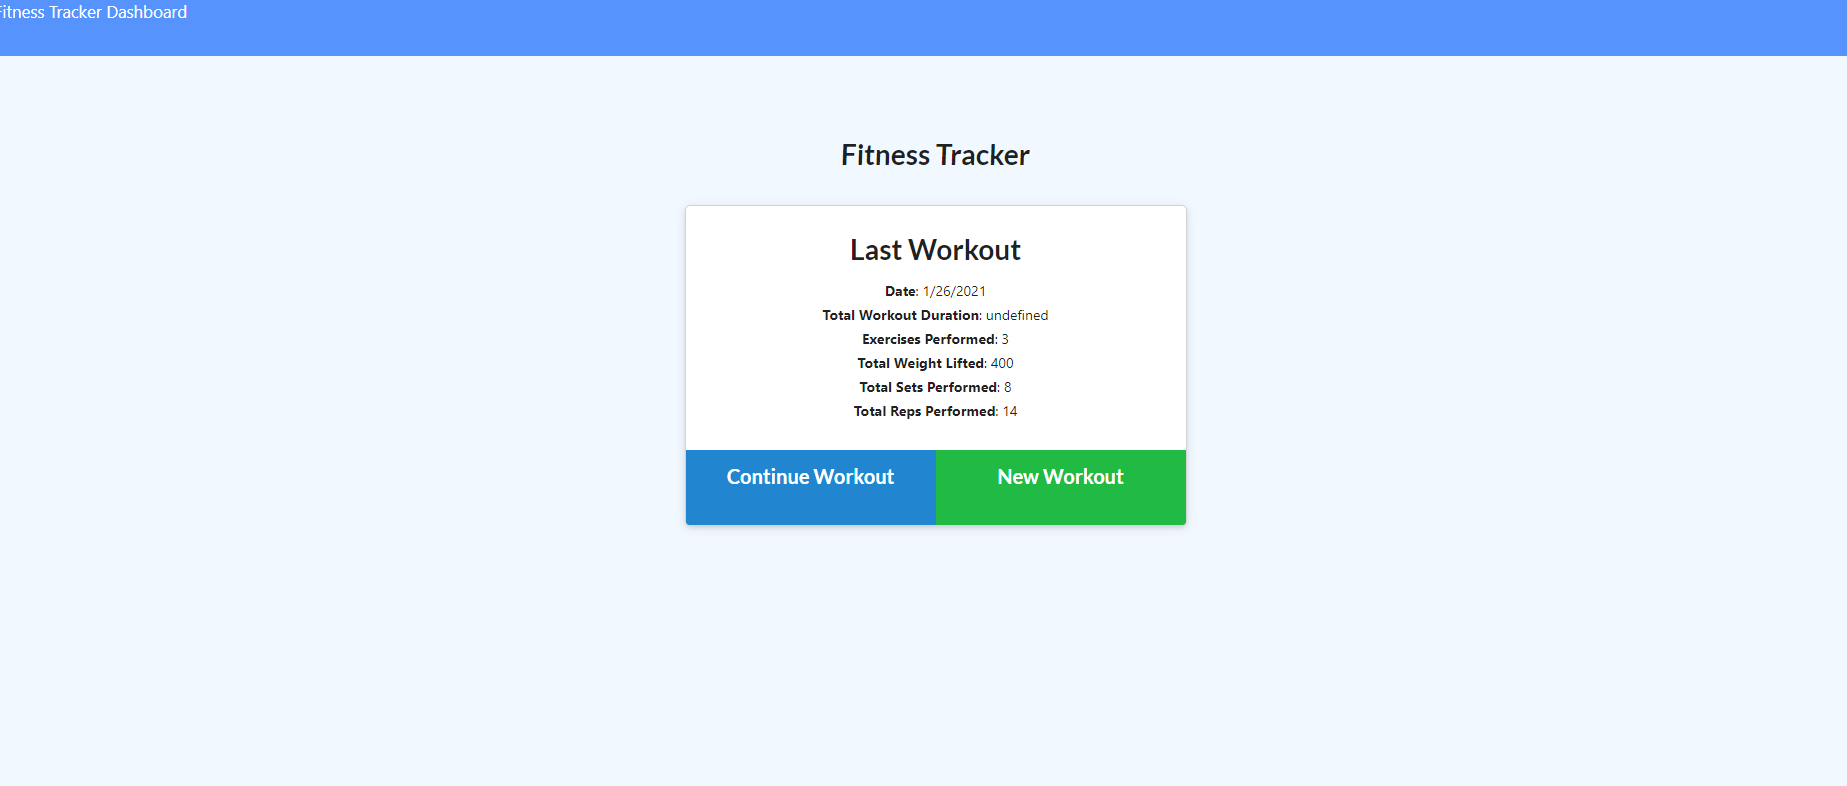 Fitness Tracker Dashboard
Fitness Tracker
Last Workout
Date: 1/26/2021
Total Workout Duration: undefined
Exercises Performed: 3
Total Weight Lifted: 400
Total Sets Performed: 8
Total Reps Performed: 14
Continue Workout
New Workout